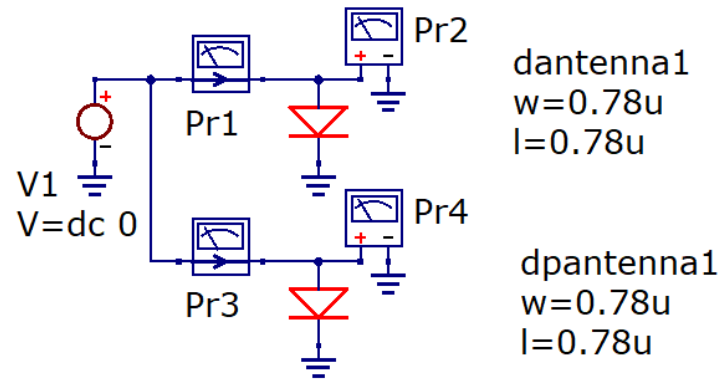 Pr2
dantenna1
w=0.78u
l=0.78u
Pr1
V1
V=dc 0
Pr4
Pr3
dpantenna1
w=0.78u
l=0.78u